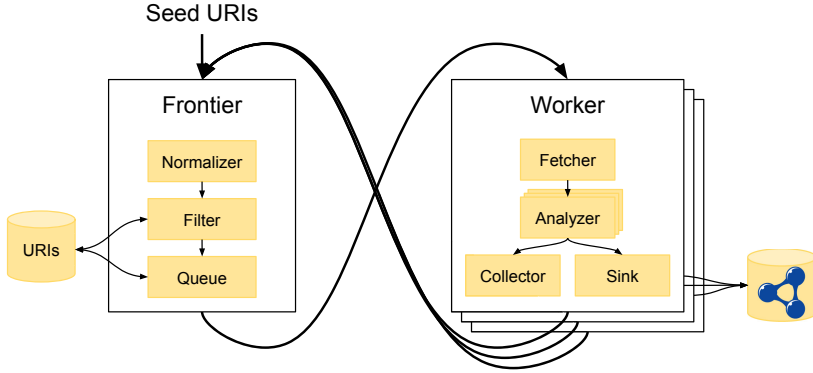 Seed URIs
Frontier
Worker
Normalizer
Fetcher
Filter
Analyzer
URIs
Queue
Collector
Sink